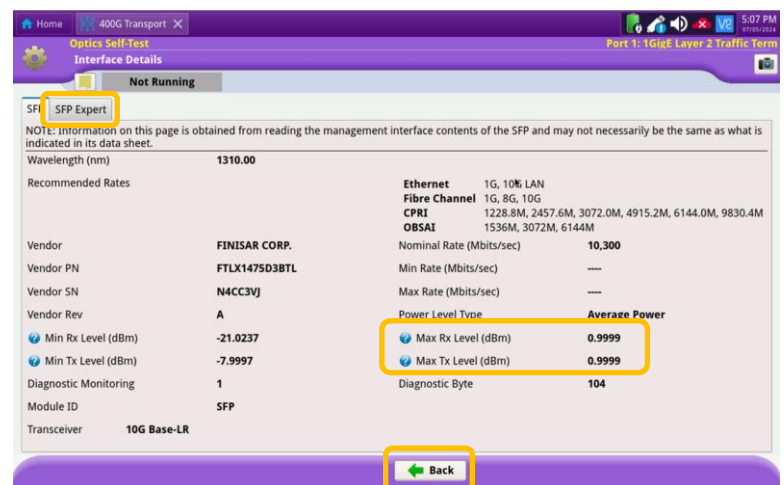 Home
400G Transport
5:07 PM
07/05/2024
Optics Self-Test
Port 1: 1GigE Layer 2 Traffic Term
Interface Details
Not Running
SFP Expert
NOTE: Information on this page is obtained from reading the management interface contents of the SFP and may not necessarily be the same as what is
indicated in its data sheet.
Wavelength (nm) 1310.00
Recommended Rates
Ethernet 1G, 10G LAN
Fibre Channel 1G, 8G, 10G
CPRI 1228.8M, 2457.6M, 3072.0M, 4915.2M, 6144.0M, 9830.4M
OBSAI 1536M, 3072M, 6144M
Vendor FINISAR CORP. Nominal Rate (Mbits/sec) 10,300
Vendor PN FTLX1475D3BTL Min Rate (Mbits/sec) ----
Vendor SN N4CC3VJ Max Rate (Mbits/sec) ----
Vendor Rev A Power Level Type Average Power
Min Rx Level (dBm) -21.0237 Max Rx Level (dBm) 0.9999
Min Tx Level (dBm) -7.9997 Max Tx Level (dBm) 0.9999
Diagnostic Monitoring 1 Diagnostic Byte 104
Module ID SFP
Transceiver 10G Base-LR
Back